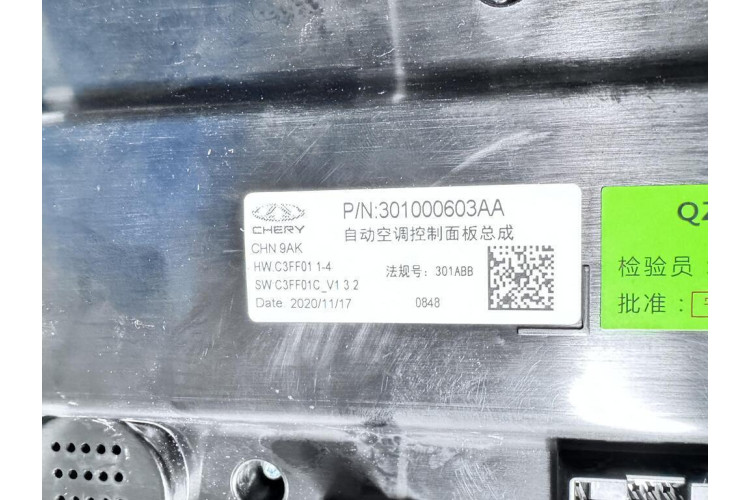 CHERY
P/N:301000603AA
自动空调控制面板总成
CHN 9AK
HW.C3FF01 1-4
法规号: 301ABB
SW C3FF01C_V1 3 2
Date 2020/11/17
0848
检验员:
批准: